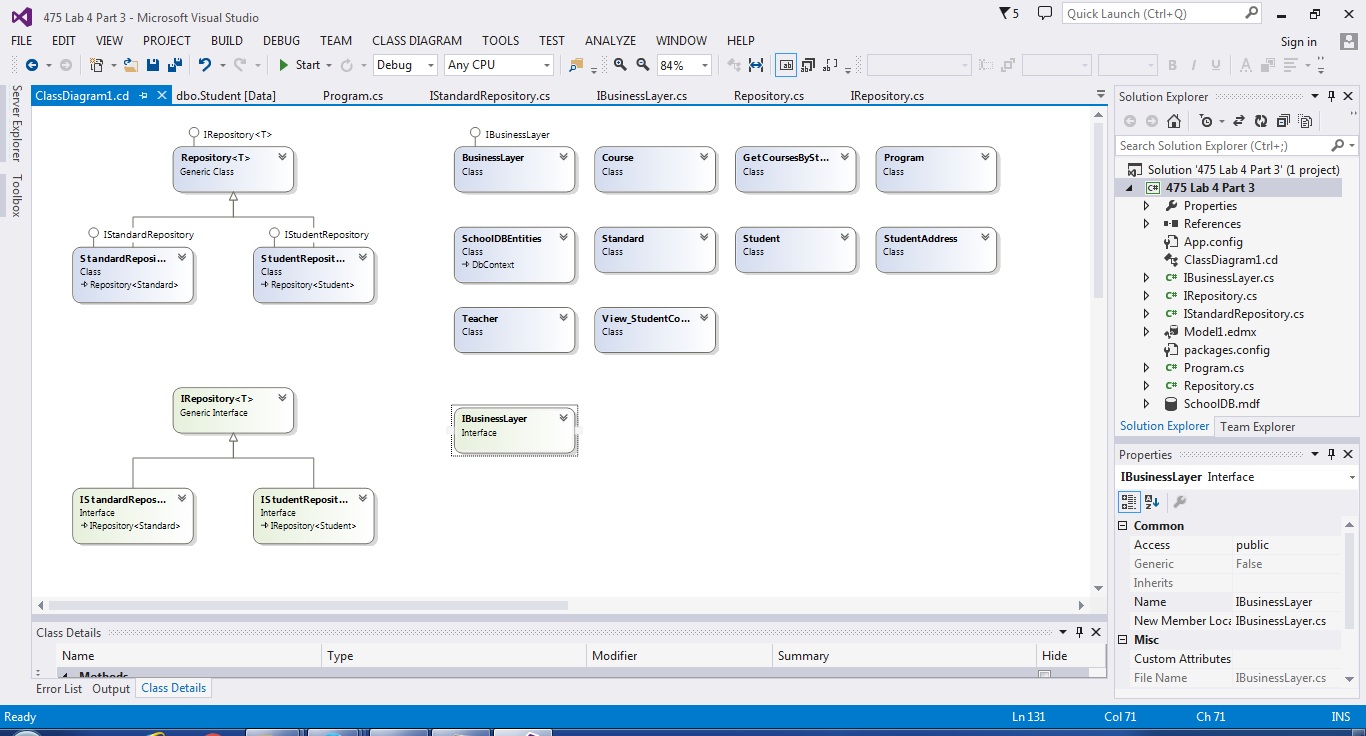 475 Lab 4 Part 3 - Microsoft Visual Studio
5
Quick Launch (Ctrl+Q)
FILE EDIT VIEW PROJECT BUILD DEBUG TEAM CLASS DIAGRAM TOOLS TEST ANALYZE WINDOW HELP
Sign in
Start Debug Any CPU 84% B I U A
Server Explorer
Toolbox
ClassDiagram1.cd dbo.Student [Data] Program.cs IStandardRepository.cs IBusinessLayer.cs Repository.cs IRepository.cs
IRepository<T>
Repository<T>
Generic Class
IStandardRepository
StandardReposi...
Class
Repository<Standard>
IStudentRepository
StudentReposit...
Class
Repository<Student>
IBusinessLayer
BusinessLayer
Class
Course
Class
GetCoursesBySt...
Class
Program
Class
SchoolDBEntities
Class
DbContext
Standard
Class
Student
Class
StudentAddress
Class
Teacher
Class
View_StudentCo...
Class
IRepository<T>
Generic Interface
IBusinessLayer
Interface
IStandardRepos...
Interface
IRepository<Standard>
IStudentReposit...
Interface
IRepository<Student>
Class Details
Name Type Modifier Summary Hide
Methods
Error List Output Class Details
Solution Explorer
Search Solution Explorer (Ctrl+;)
Solution '475 Lab 4 Part 3' (1 project)
C# 475 Lab 4 Part 3
Properties
References
App.config
ClassDiagram1.cd
C# IBusinessLayer.cs
C# IRepository.cs
C# IStandardRepository.cs
Model1.edmx
packages.config
C# Program.cs
C# Repository.cs
SchoolDB.mdf
Solution Explorer Team Explorer
Properties
IBusinessLayer Interface
Common
Access public
Generic False
Inherits
Name IBusinessLayer
New Member Loca IBusinessLayer.cs
Misc
Custom Attributes
File Name IBusinessLayer.cs
Ready Ln 131 Col 71 Ch 71 INS